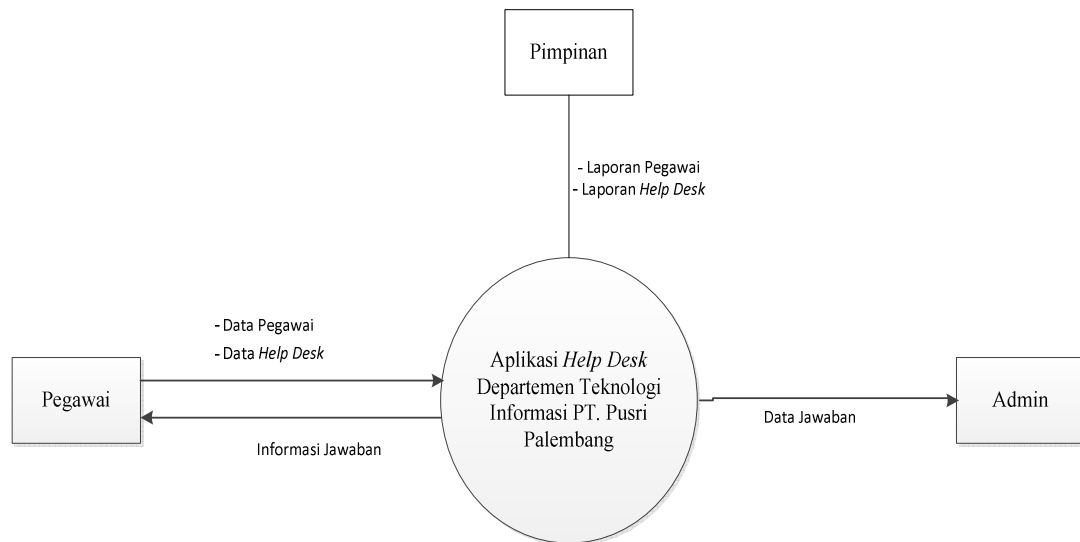 Pimpinan
- Laporan Pegawai
- Laporan Help Desk
- Data Pegawai
- Data Help Desk
Pegawai
Informasi Jawaban
Aplikasi Help Desk
Departemen Teknologi
Informasi PT. Pusri
Palembang
Data Jawaban
Admin